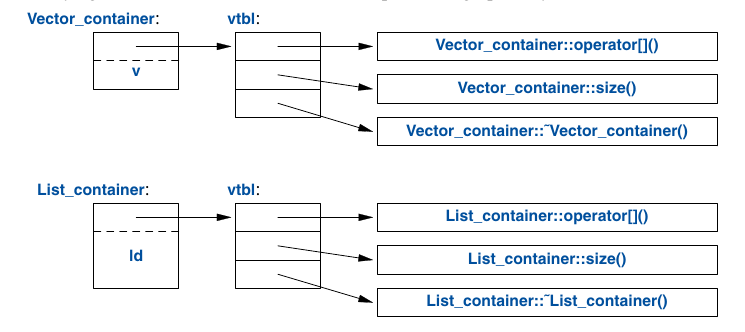 Vector_container: vtbl:
Vector_container::operator[]()
v
Vector_container::size()
Vector_container::˜Vector_container()
List_container: vtbl:
List_container::operator[]()
ld
List_container::size()
List_container::˜List_container()